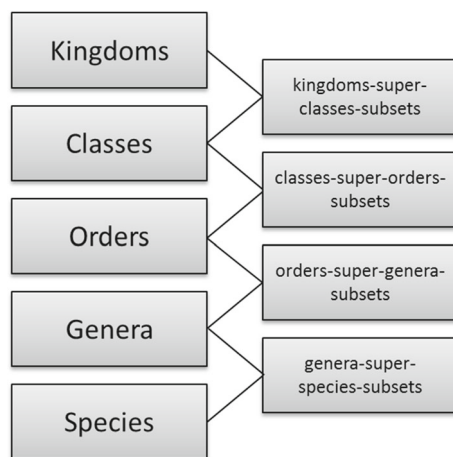 Kingdoms
kingdoms-super-
classes-subsets
Classes
classes-super-orders-
subsets
Orders
orders-super-genera-
subsets
Genera
genera-super-
species-subsets
Species